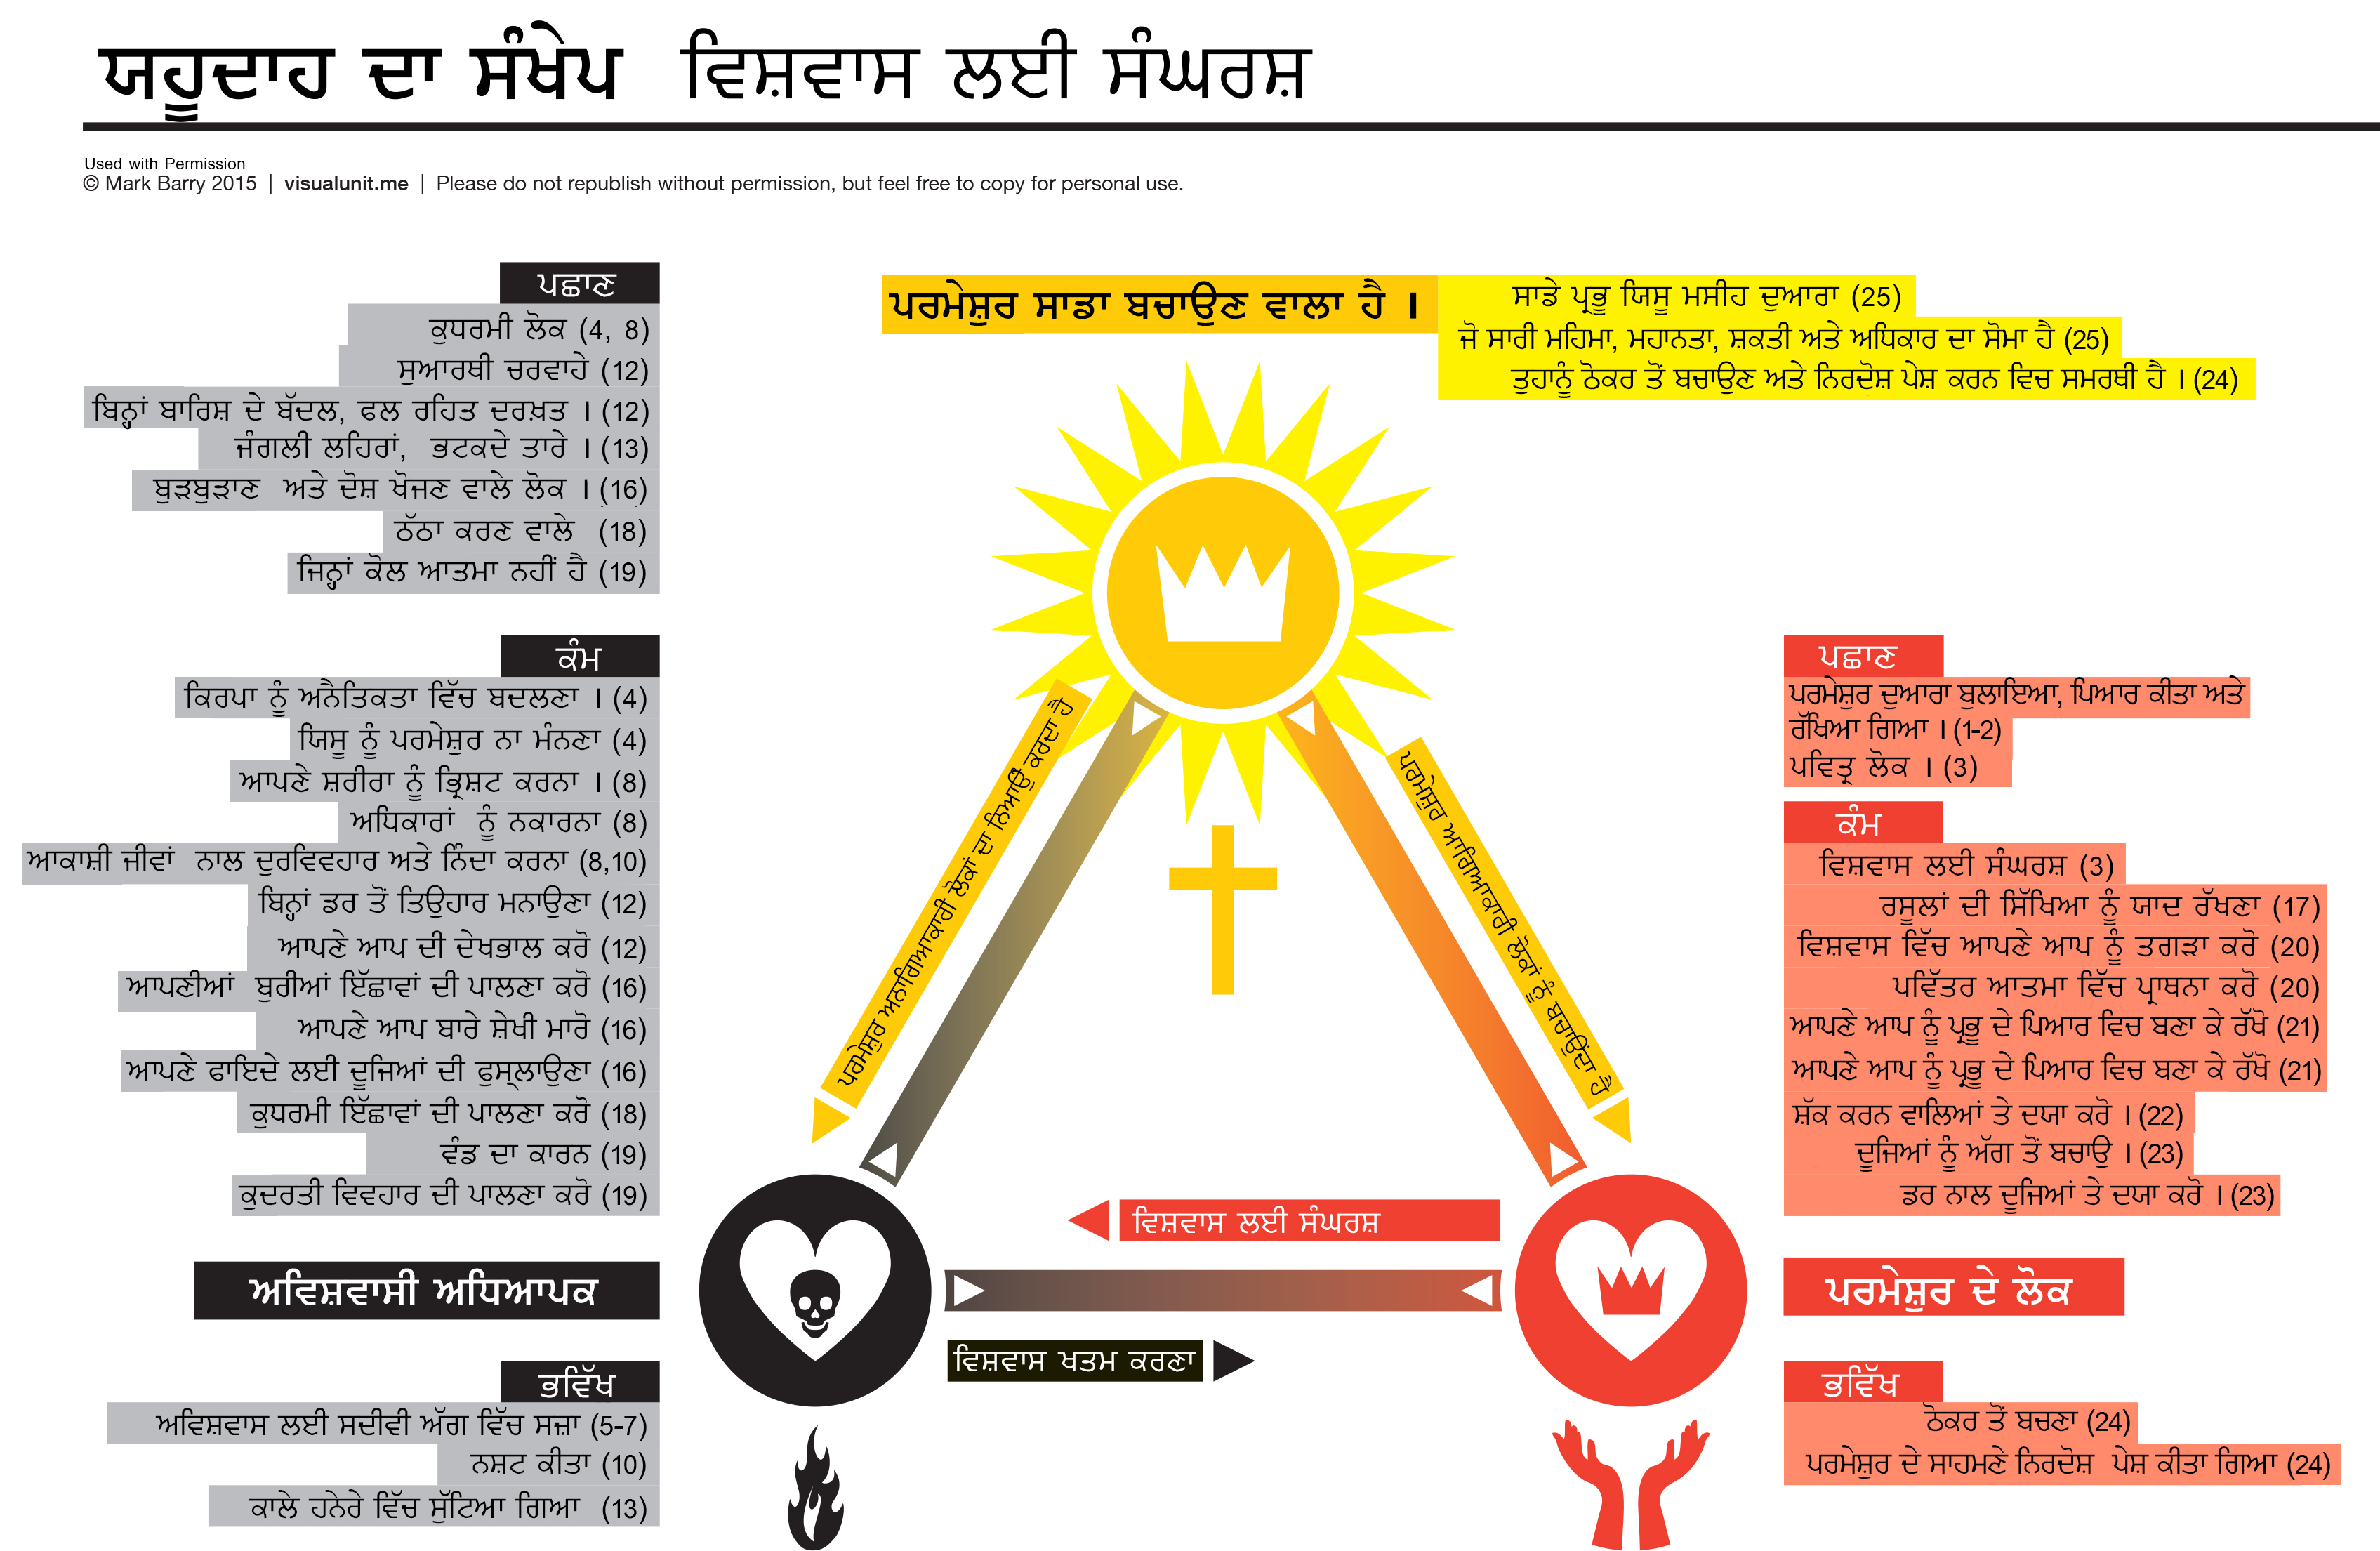 ਯਹੂਦਾਹ ਦਾ ਸੰਖੇਪ ਵਿਸ਼ਵਾਸ ਲਈ ਸੰਘਰਸ਼
Used with Permission
© Mark Barry 2015 | visualunit.me | Please do not republish without permission, but feel free to copy for personal use.
ਪਛਾਣ
ਕੁਧਰਮੀ ਲੋਕ (4, 8)
ਸੁਆਰਥੀ ਚਰਵਾਹੇ (12)
ਬਿਨ੍ਹਾਂ ਬਾਰਿਸ਼ ਦੇ ਬੱਦਲ, ਫਲ ਰਹਿਤ ਦਰਖ਼ਤ । (12)
ਜੰਗਲੀ ਲਹਿਰਾਂ, ਭਟਕਦੇ ਤਾਰੇ । (13)
ਬੁੜਬੁੜਾਣ ਅਤੇ ਦੋਸ਼ ਖੋਜਣ ਵਾਲੇ ਲੋਕ । (16)
ਠੱਠਾ ਕਰਣ ਵਾਲੇ (18)
ਜਿਨ੍ਹਾਂ ਕੋਲ ਆਤਮਾ ਨਹੀਂ ਹੈ (19)
ਕੰਮ
ਕਿਰਪਾ ਨੂੰ ਅਨੈਤਿਕਤਾ ਵਿੱਚ ਬਦਲਣਾ । (4)
ਯਿਸੂ ਨੂੰ ਪਰਮੇਸ਼ੁਰ ਨਾ ਮੰਨਣਾ (4)
ਆਪਣੇ ਸ਼ਰੀਰਾ ਨੂੰ ਭ੍ਰਿਸ਼ਟ ਕਰਨਾ । (8)
ਅਧਿਕਾਰਾਂ ਨੂੰ ਨਕਾਰਨਾ (8)
ਆਕਾਸ਼ੀ ਜੀਵਾਂ ਨਾਲ ਦੁਰਵਿਵਹਾਰ ਅਤੇ ਨਿੰਦਾ ਕਰਨਾ (8,10)
ਬਿਨ੍ਹਾਂ ਡਰ ਤੋਂ ਤਿਉਹਾਰ ਮਨਾਉਣਾ (12)
ਆਪਣੇ ਆਪ ਦੀ ਦੇਖਭਾਲ ਕਰੋ (12)
ਆਪਣੀਆਂ ਬੁਰੀਆਂ ਇੱਛਾਵਾਂ ਦੀ ਪਾਲਣਾ ਕਰੋ (16)
ਆਪਣੇ ਆਪ ਬਾਰੇ ਸ਼ੇਖੀ ਮਾਰੋ (16)
ਆਪਣੇ ਫਾਇਦੇ ਲਈ ਦੂਜਿਆਂ ਦੀ ਫੁਸ੍ਲਾਉਣਾ (16)
ਕੁਧਰਮੀ ਇੱਛਾਵਾਂ ਦੀ ਪਾਲਣਾ ਕਰੋ (18)
ਵੰਡ ਦਾ ਕਾਰਨ (19)
ਕੁਦਰਤੀ ਵਿਵਹਾਰ ਦੀ ਪਾਲਣਾ ਕਰੋ (19)
ਅਵਿਸ਼ਵਾਸੀ ਅਧਿਆਪਕ
ਭਵਿੱਖ
ਅਵਿਸ਼ਵਾਸ ਲਈ ਸਦੀਵੀ ਅੱਗ ਵਿੱਚ ਸਜ਼ਾ (5-7)
ਨਸ਼ਟ ਕੀਤਾ (10)
ਕਾਲੇ ਹਨੇਰੇ ਵਿੱਚ ਸੁੱਟਿਆ ਗਿਆ (13)
ਪਰਮੇਸ਼ੁਰ ਸਾਡਾ ਬਚਾਉਣ ਵਾਲਾ ਹੈ ।
ਸਾਡੇ ਪ੍ਰਭੂ ਯਿਸੂ ਮਸੀਹ ਦੁਆਰਾ (25)
ਜੋ ਸਾਰੀ ਮਹਿਮਾ, ਮਹਾਨਤਾ, ਸ਼ਕਤੀ ਅਤੇ ਅਧਿਕਾਰ ਦਾ ਸੋਮਾ ਹੈ (25)
ਤੁਹਾਨੂੰ ਠੋਕਰ ਤੋਂ ਬਚਾਉਣ ਅਤੇ ਨਿਰਦੋਸ਼ ਪੇਸ਼ ਕਰਨ ਵਿਚ ਸਮਰਥੀ ਹੈ । (24)
ਪਰਮੇਸ਼ੁਰ ਅਨਾਗਿਆਕਾਰੀ ਲੋਕਾਂ ਦਾ ਨਿਆਉਂ ਕਰਦਾ ਹੈ
ਪਰਮੇਸ਼ੁਰ ਆਗਿਆਕਾਰੀ ਲੋਕਾਂ ਨੂੰ ਬਚਾਉਂਦਾ ਹੈ
ਵਿਸ਼ਵਾਸ ਲਈ ਸੰਘਰਸ਼
ਵਿਸ਼ਵਾਸ ਖਤਮ ਕਰਣਾ
ਪਛਾਣ
ਪਰਮੇਸ਼ੁਰ ਦੁਆਰਾ ਬੁਲਾਇਆ, ਪਿਆਰ ਕੀਤਾ ਅਤੇ
ਰੱਖਿਆ ਗਿਆ । (1-2)
ਪਵਿਤ੍ਰ ਲੋਕ । (3)
ਕੰਮ
ਵਿਸ਼ਵਾਸ ਲਈ ਸੰਘਰਸ਼ (3)
ਰਸੂਲਾਂ ਦੀ ਸਿੱਖਿਆ ਨੂੰ ਯਾਦ ਰੱਖਣਾ (17)
ਵਿਸ਼ਵਾਸ ਵਿੱਚ ਆਪਣੇ ਆਪ ਨੂੰ ਤਗੜਾ ਕਰੋ (20)
ਪਵਿੱਤਰ ਆਤਮਾ ਵਿੱਚ ਪ੍ਰਾਥਨਾ ਕਰੋ (20)
ਆਪਣੇ ਆਪ ਨੂੰ ਪ੍ਰਭੂ ਦੇ ਪਿਆਰ ਵਿਚ ਬਣਾ ਕੇ ਰੱਖੋ (21)
ਆਪਣੇ ਆਪ ਨੂੰ ਪ੍ਰਭੂ ਦੇ ਪਿਆਰ ਵਿਚ ਬਣਾ ਕੇ ਰੱਖੋ (21)
ਸ਼ੱਕ ਕਰਨ ਵਾਲਿਆਂ ਤੇ ਦਯਾ ਕਰੋ । (22)
ਦੂਜਿਆਂ ਨੂੰ ਅੱਗ ਤੋਂ ਬਚਾਉ । (23)
ਡਰ ਨਾਲ ਦੂਜਿਆਂ ਤੇ ਦਯਾ ਕਰੋ । (23)
ਪਰਮੇਸ਼ੁਰ ਦੇ ਲੋਕ
ਭਵਿੱਖ
ਠੋਕਰ ਤੋਂ ਬਚਣਾ (24)
ਪਰਮੇਸ਼ੁਰ ਦੇ ਸਾਹਮਣੇ ਨਿਰਦੋਸ਼ ਪੇਸ਼ ਕੀਤਾ ਗਿਆ (24)